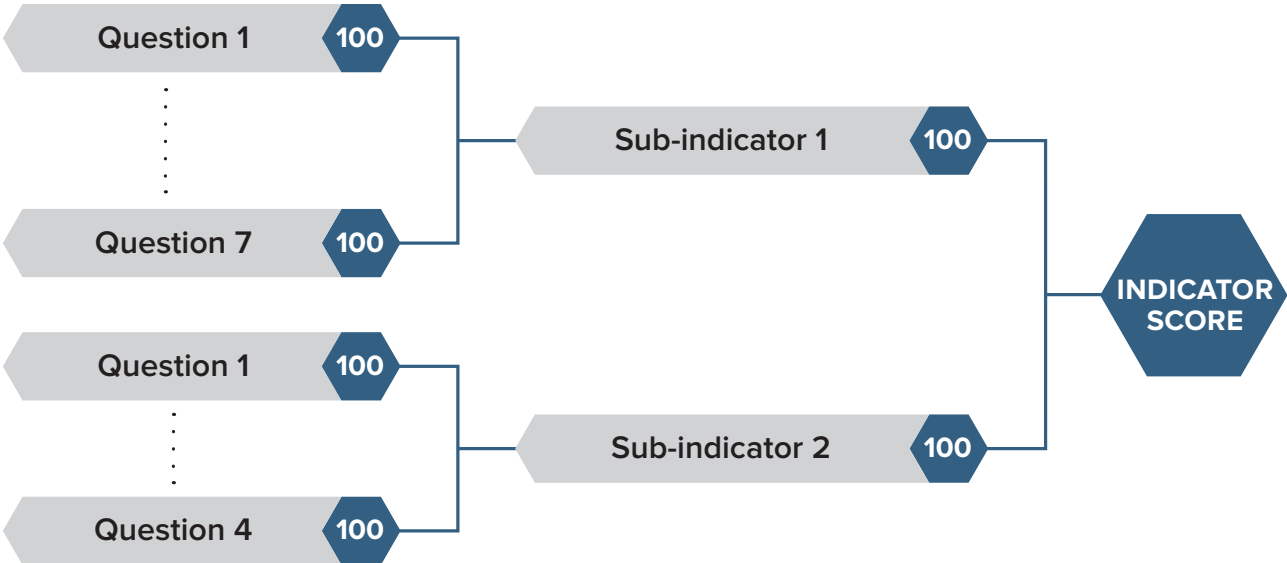 Question 1 100
Question 7 100
Sub-indicator 1 100
Question 1 100
Question 4 100
Sub-indicator 2 100
INDICATOR
SCORE